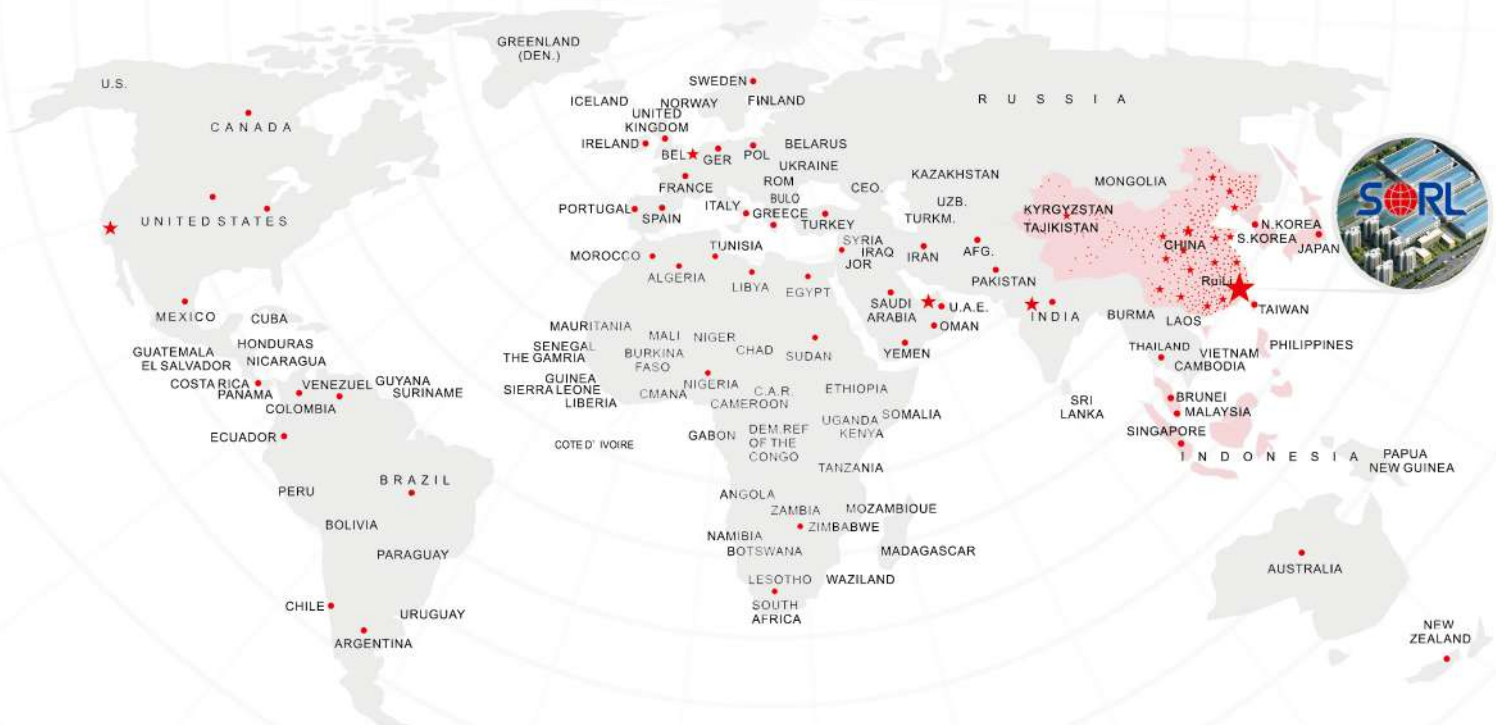 GREENLAND
(DEN.)
U.S.
SWEDEN
ICELAND
NORWAY
FINLAND
RUSSIA
CANADA
UNITED
KINGDOM
IRELAND
BEL
GER
POL
BELARUS
UKRAINE
FRANCE
ROM
CEO.
KAZAKHSTAN
MONGOLIA
BULO
UZB.
PORTUGAL
SPAIN
ITALY
GREECE
TURKEY
TURKM.
KYRGYZSTAN
TAJIKISTAN
SORL
UNITED STATES
N.KOREA
S.KOREA
JAPAN
CHINA
TUNISIA
SYRIA
IRAQ
JOR
IRAN
AFG.
MOROCCO
ALGERIA
LIBYA
EGYPT
PAKISTAN
RuiLi
SAUDI
ARABIA
U.A.E.
OMAN
INDIA
BURMA
LAOS
TAIWAN
MEXICO
CUBA
MAURITANIA
MALI
NIGER
CHAD
SUDAN
YEMEN
HONDURAS
GUATEMALA
EL SALVADOR
NICARAGUA
SENEGAL
THE GAMRIA
BURKINA
FASO
THAILAND
VIETNAM
CAMBODIA
PHILIPPINES
COSTA RICA
PANAMA
VENEZUEL
GUYANA
SURINAME
COLOMBIA
GUINEA
SIERRA LEONE
LIBERIA
CMANA
NIGERIA
C.A.R.
CAMEROON
ETHIOPIA
SOMALIA
SRI
LANKA
BRUNEI
MALAYSIA
SINGAPORE
ECUADOR
COTE D' IVOIRE
GABON
DEM.REF
OF THE
CONGO
UGANDA
KENYA
TANZANIA
INDONESIA
PAPUA
NEW GUINEA
PERU
BRAZIL
BOLIVIA
PARAGUAY
ANGOLA
ZAMBIA
MOZAMBIOUE
ZIMBABWE
NAMIBIA
BOTSWANA
MADAGASCAR
LESOTHO
WAZILAND
SOUTH
AFRICA
AUSTRALIA
CHILE
URUGUAY
ARGENTINA
NEW
ZEALAND